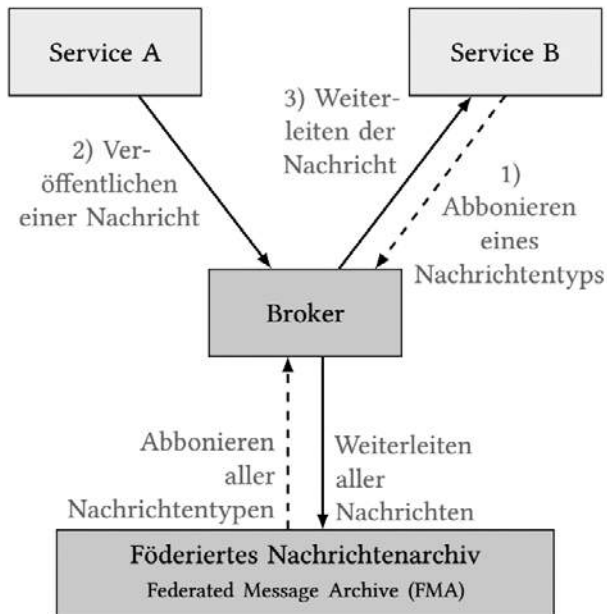 Service A
Service B
3) Weiter-
leiten der
Nachricht
2) Ver-
öffentlichen
einer Nachricht
1)
Abbonieren
eines
Nachrichtentyps
Broker
Abbonieren
aller
Nachrichtentypen
Weiterleiten
aller
Nachrichten
Föderiertes Nachrichtenarchiv
Federated Message Archive (FMA)